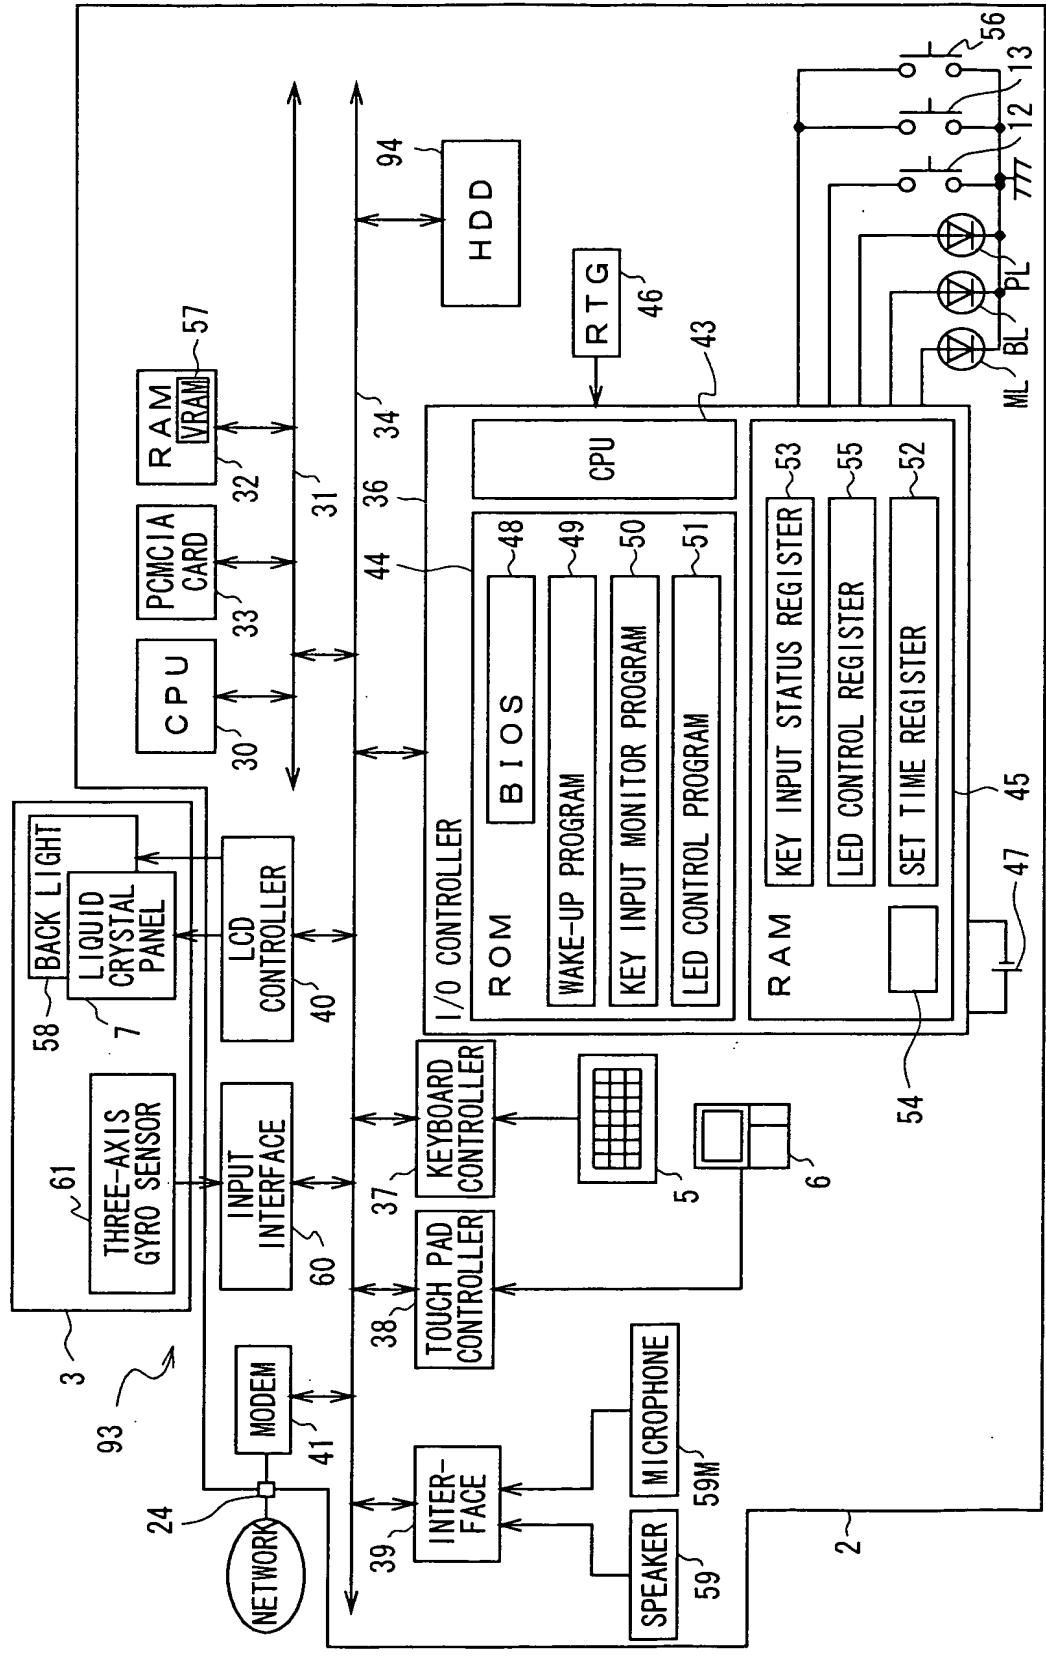 93
3
61
THREE-AXIS
GYRO SENSOR
58
BACK LIGHT
7
LIQUID
CRYSTAL
PANEL
24
NETWORK
MODEM
41
INPUT
INTERFACE
60
LCD
CONTROLLER
40
CPU
30
PCMCIA
CARD
33
RAM
VRAM
57
32
31
34
HDD
94
INTER-
FACE
39
TOUCH PAD
CONTROLLER
38
KEYBOARD
CONTROLLER
37
SPEAKER
59
MICROPHONE
59M
5
6
2
I/O CONTROLLER
36
44
ROM
BIOS
48
WAKE-UP PROGRAM
49
KEY INPUT MONITOR PROGRAM
50
LED CONTROL PROGRAM
51
CPU
43
RTG
46
RAM
KEY INPUT STATUS REGISTER
53
LED CONTROL REGISTER
55
SET TIME REGISTER
52
54
45
47
ML
BL
PL
12
13
56